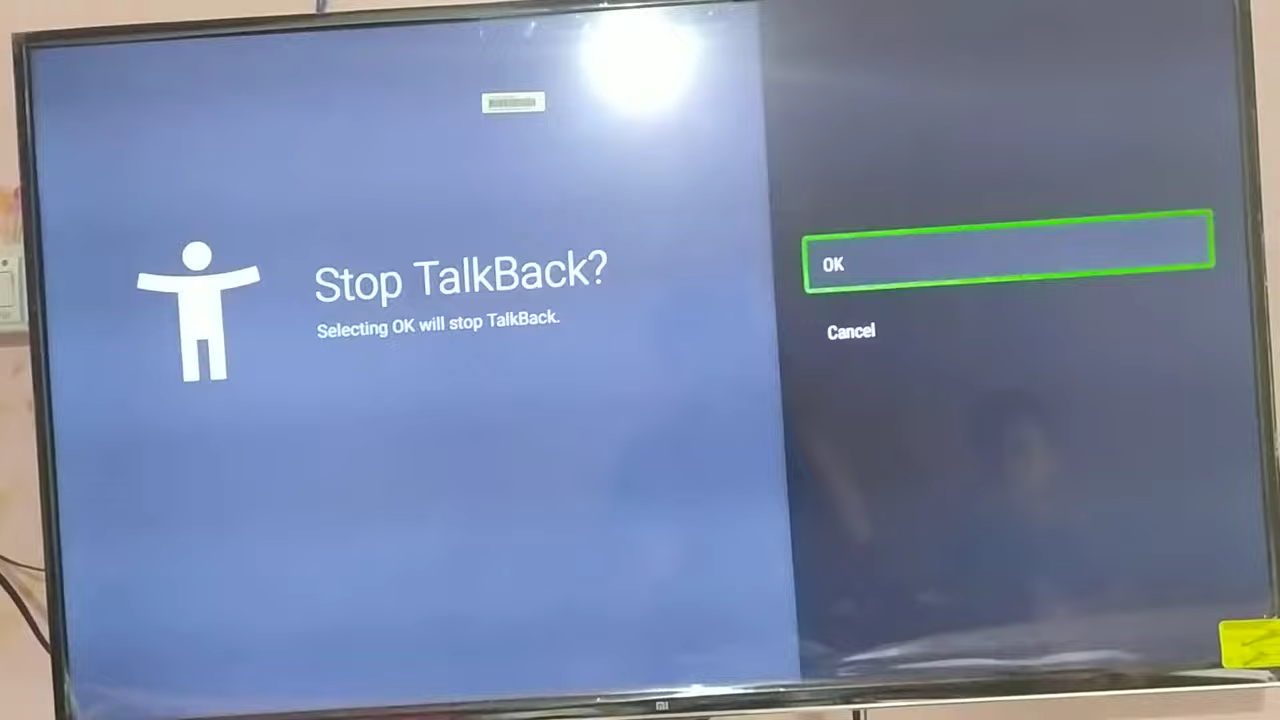 Stop TalkBack?
Selecting OK will stop TalkBack.
OK
Cancel
mi